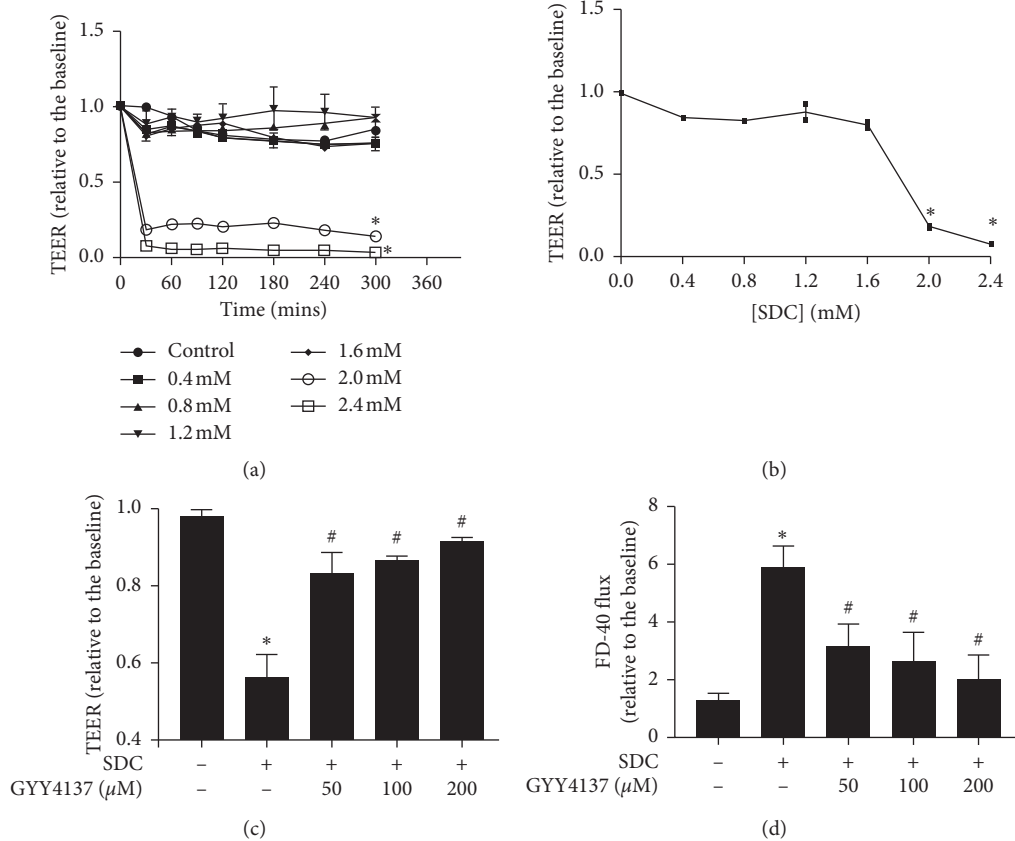 TEER (relative to the baseline)
1.5
1.0
0.5
0.0
0 60 120 180 240 300 360
Time (mins)
*
*
Control
0.4 mM
0.8 mM
1.2 mM
1.6 mM
2.0 mM
2.4 mM
(a)
TEER (relative to the baseline)
1.5
1.0
0.5
0.0
0.0 0.4 0.8 1.2 1.6 2.0 2.4
[SDC] (mM)
*
*
(b)
TEER (relative to the baseline)
1.0
0.8
0.6
0.4
*
#
#
#
SDC – + + + +
GYY4137 (μM) – – 50 100 200
(c)
FD-40 flux
(relative to the baseline)
8
6
4
2
0
*
#
#
#
SDC – + + + +
GYY4137 (μM) – – 50 100 200
(d)